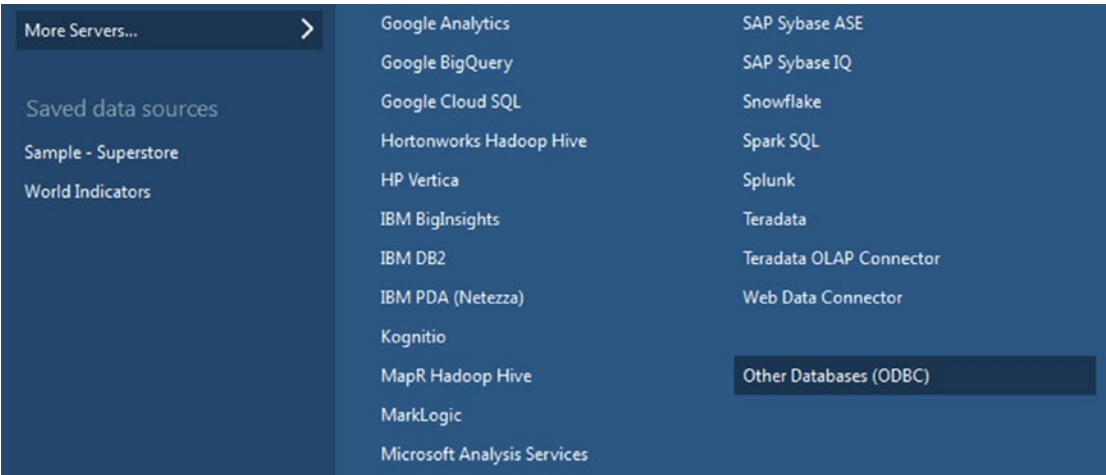 More Servers...
Saved data sources
Sample - Superstore
World Indicators
Google Analytics
Google BigQuery
Google Cloud SQL
Hortonworks Hadoop Hive
HP Vertica
IBM BigInsights
IBM DB2
IBM PDA (Netezza)
Kognitio
MapR Hadoop Hive
MarkLogic
Microsoft Analysis Services
SAP Sybase ASE
SAP Sybase IQ
Snowflake
Spark SQL
Splunk
Teradata
Teradata OLAP Connector
Web Data Connector
Other Databases (ODBC)